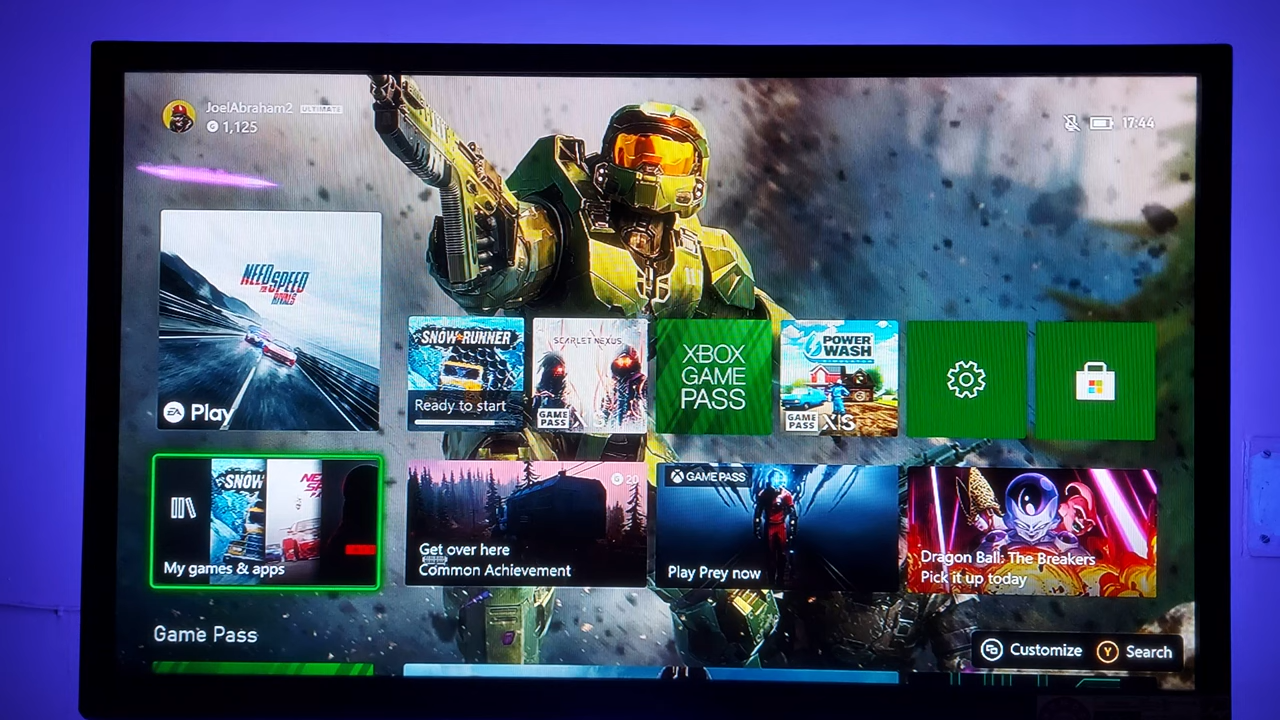 JoelAbraham2 ULTIMATE
G 1,125
17:44
NEED FOR SPEED
RIVALS
EA Play
SNOW RUNNER
Ready to start
SCARLET NEXUS
GAME
PASS
XBOX
GAME
PASS
POWER
WASH
GAME
PASS
X|S
SNOW
NE
My games & apps
G 20
Get over here
Common Achievement
GAME PASS
Play Prey now
Dragon Ball: The Breakers
Pick it up today
Game Pass
Customize
Y Search